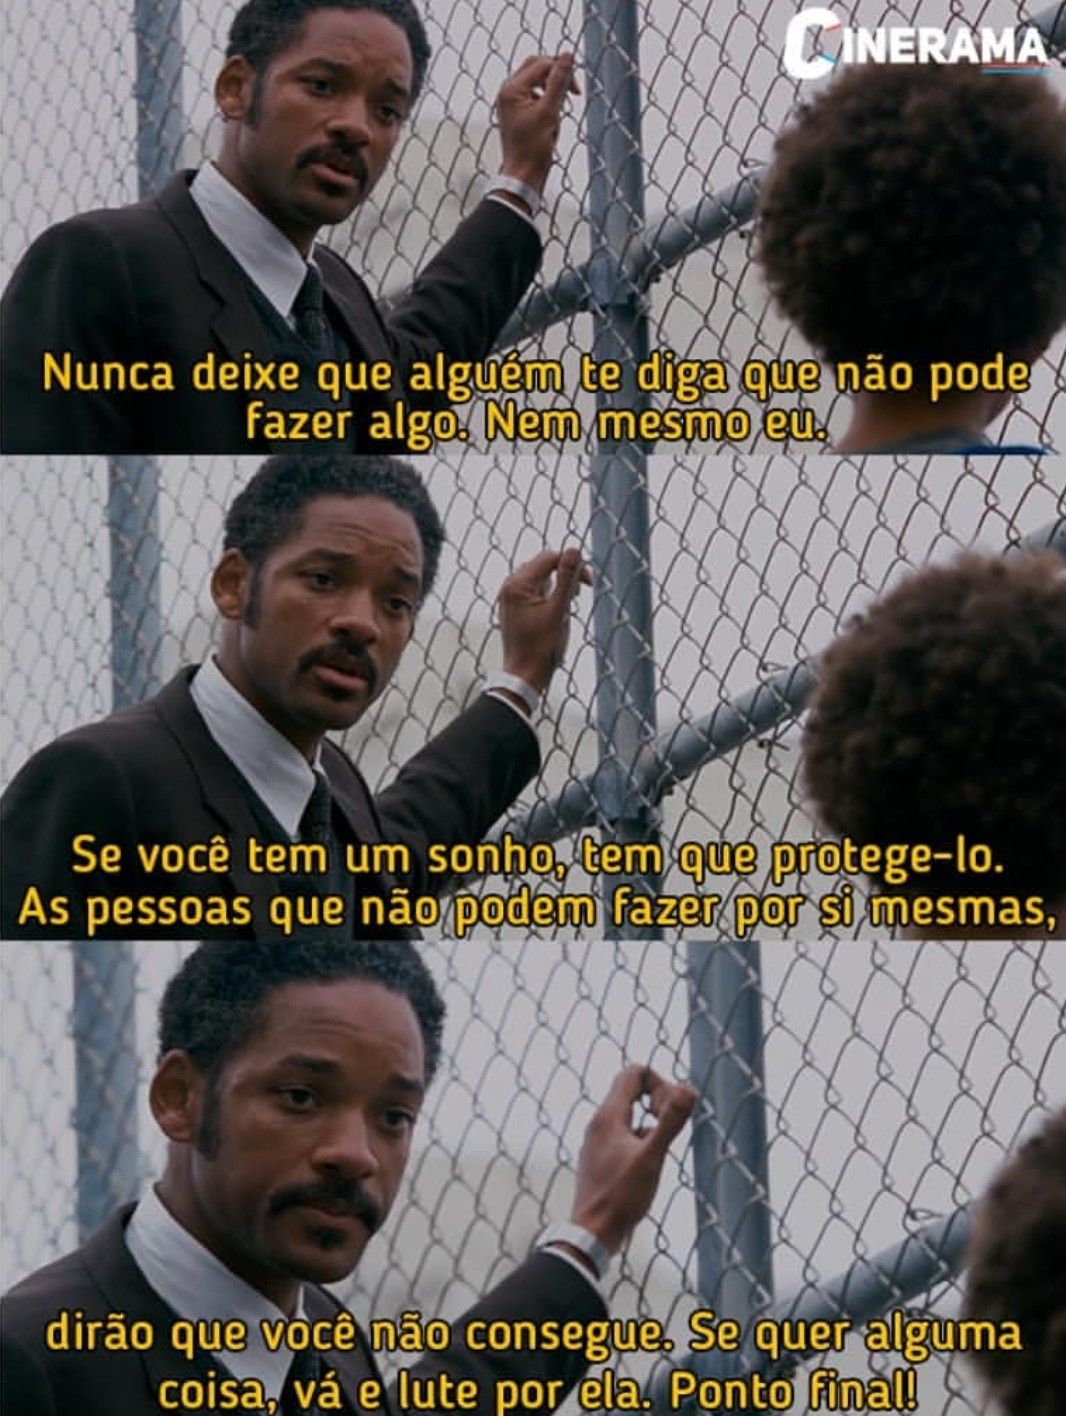 CINERAMA
Nunca deixe que alguém te diga que não pode
fazer algo. Nem mesmo eu.
Se você tem um sonho, tem que protege-lo.
As pessoas que não podem fazer por si mesmas,
dirão que você não consegue. Se quer alguma
coisa, vá e lute por ela. Ponto final!